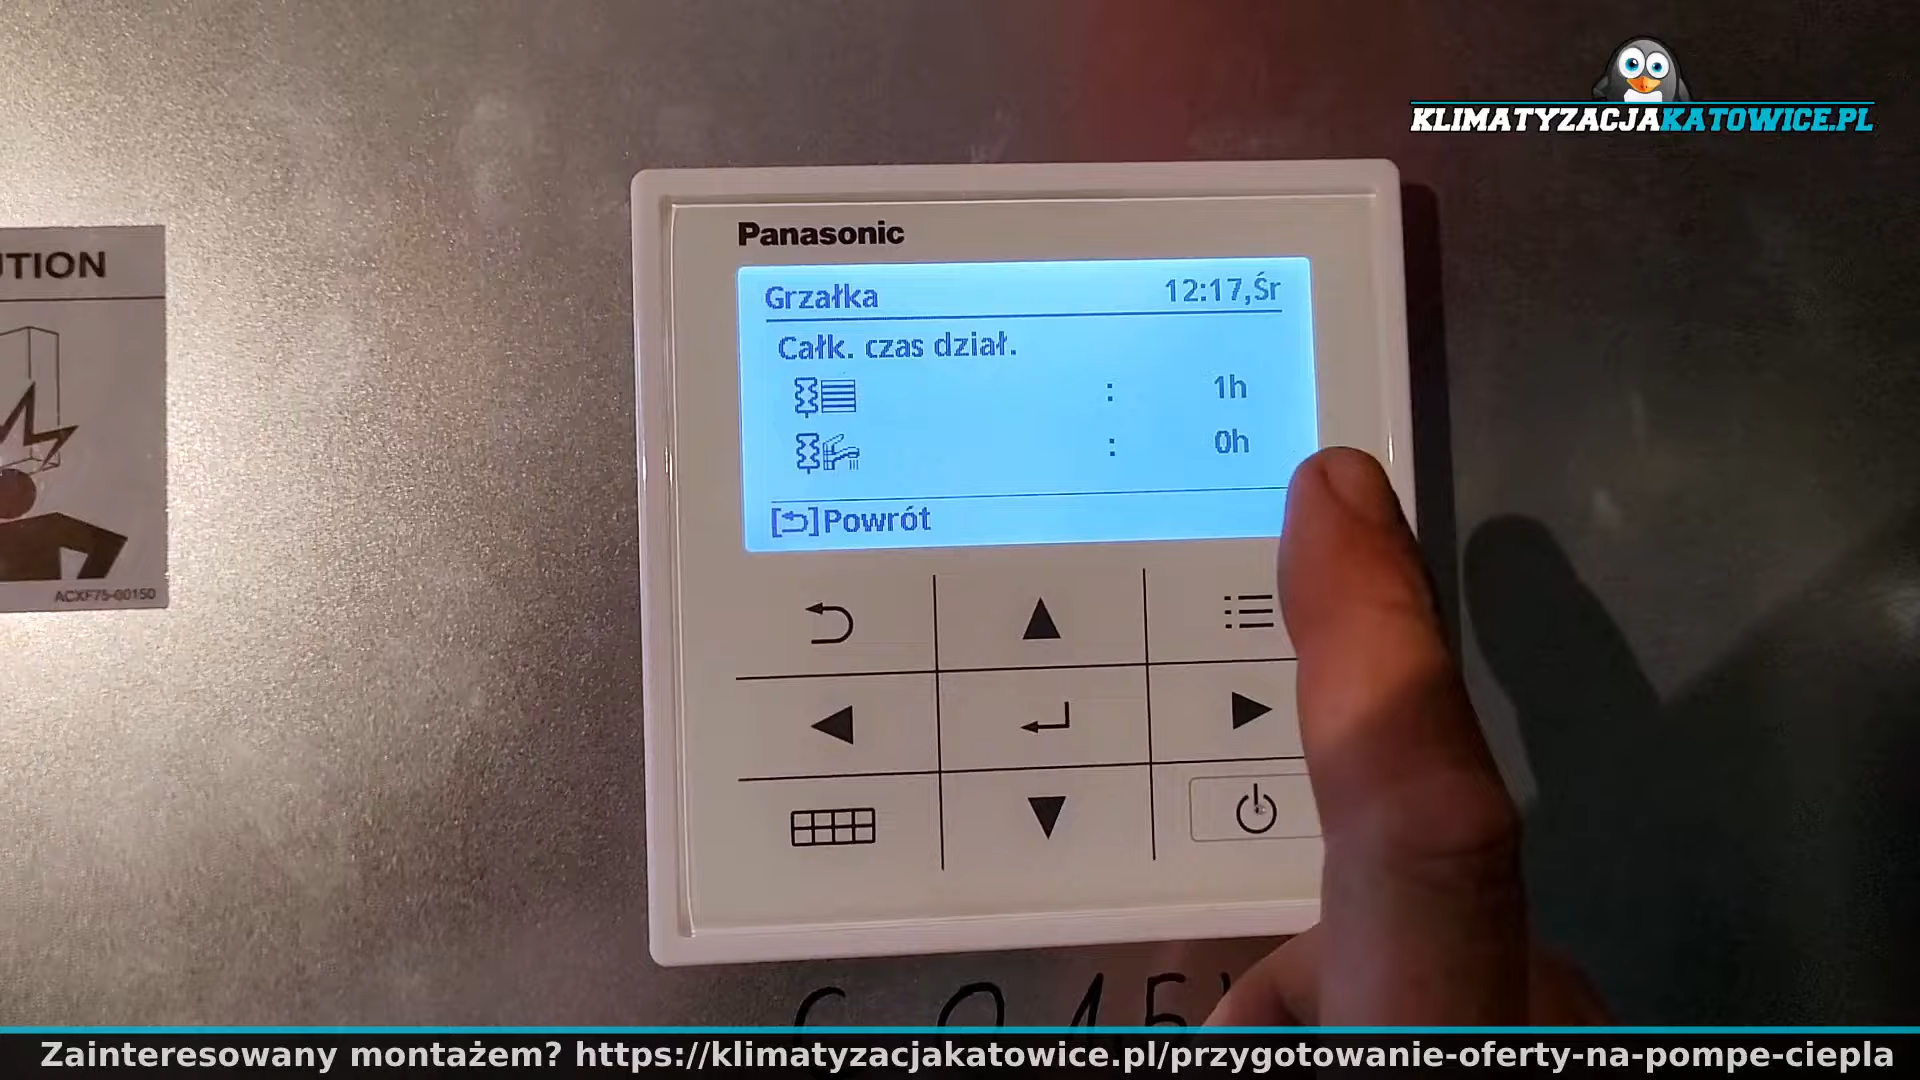 KLIMATYZACJAKATOWICE.PL
UTION
ACXF75-00150
Panasonic
Grzałka 12:17,Śr
Całk. czas dział.
: 1h
: 0h
[⮌]Powrót
Zainteresowany montażem? https://klimatyzacjakatowice.pl/przygotowanie-oferty-na-pompe-ciepla